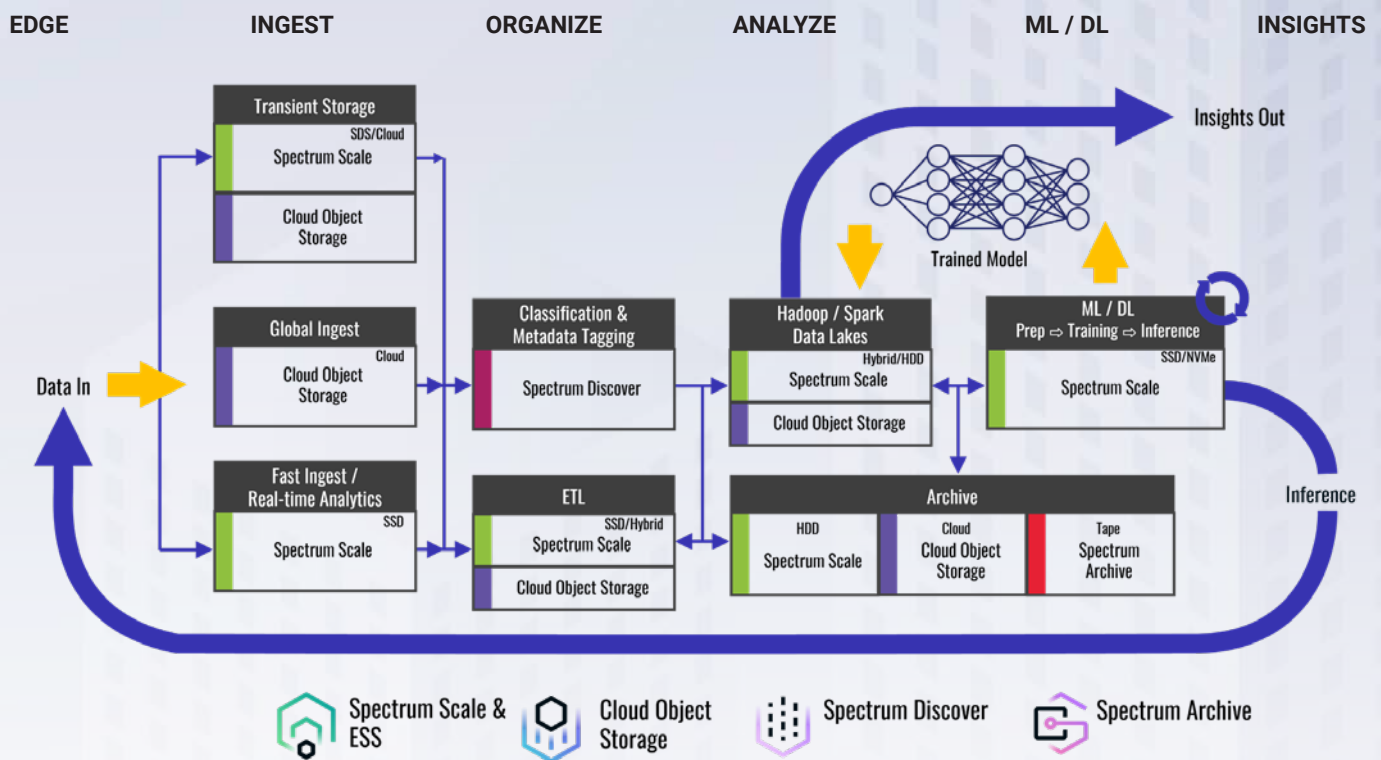 EDGE
INGEST
ORGANIZE
ANALYZE
ML / DL
INSIGHTS
Transient Storage
SDS/Cloud
Spectrum Scale
Cloud Object
Storage
Global Ingest
Cloud
Cloud Object
Storage
Fast Ingest /
Real-time Analytics
SSD
Spectrum Scale
Data In
Classification &
Metadata Tagging
Spectrum Discover
ETL
SSD/Hybrid
Spectrum Scale
Cloud Object Storage
Hadoop / Spark
Data Lakes
Hybrid/HDD
Spectrum Scale
Cloud Object Storage
Archive
HDD
Spectrum Scale
Cloud
Cloud Object
Storage
Tape
Spectrum
Archive
Trained Model
ML / DL
Prep ⇨ Training ⇨ Inference
SSD/NVMe
Spectrum Scale
Insights Out
Inference
Spectrum Scale &
ESS
Cloud Object
Storage
Spectrum Discover
Spectrum Archive